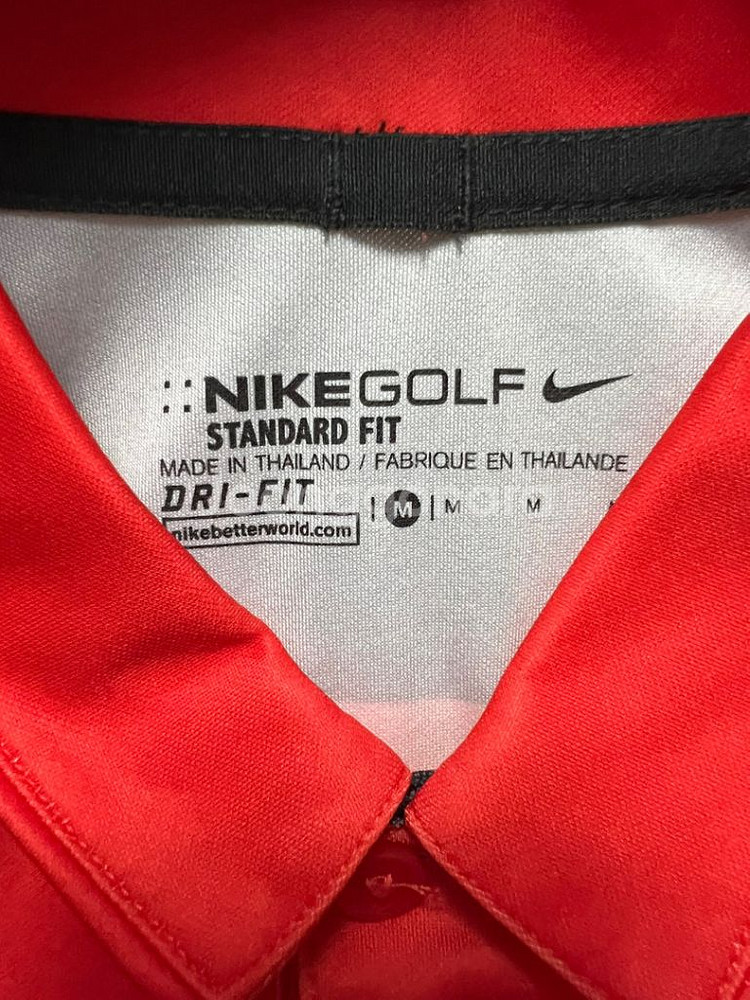 ::NIKEGOLF
STANDARD FIT
MADE IN THAILAND / FABRIQUE EN THAILANDE
DRI-FIT | M | M M
nikebetterworld.com